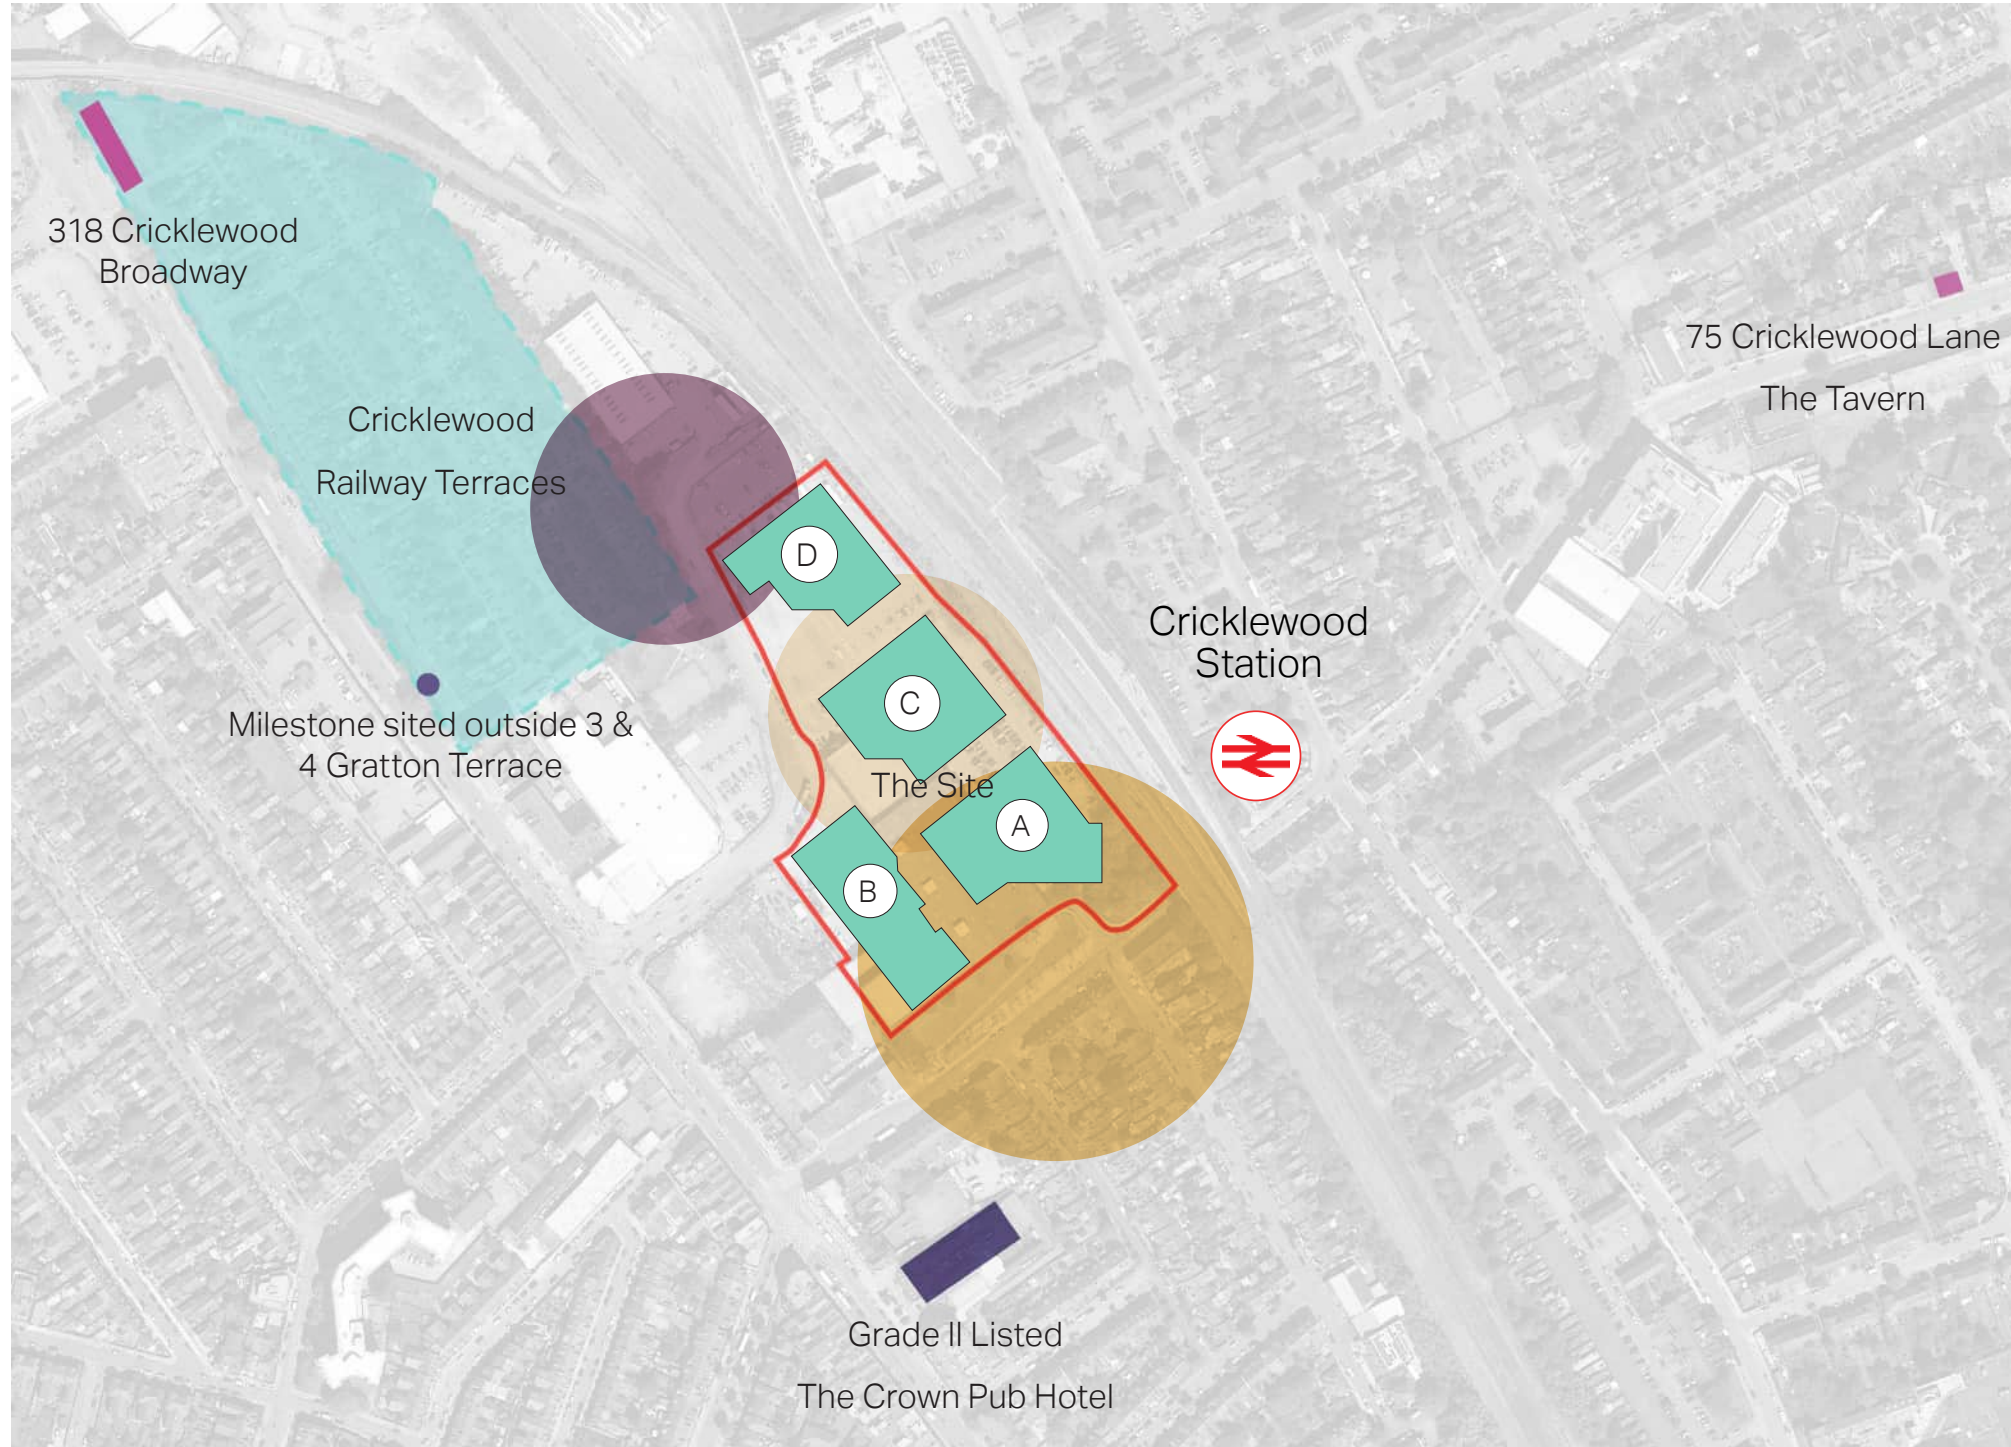 318 Cricklewood
Broadway
75 Cricklewood Lane
The Tavern
Cricklewood
Railway Terraces
D
Cricklewood
Station
C
Milestone sited outside 3 &
4 Gratton Terrace
The Site
A
B
Grade II Listed
The Crown Pub Hotel